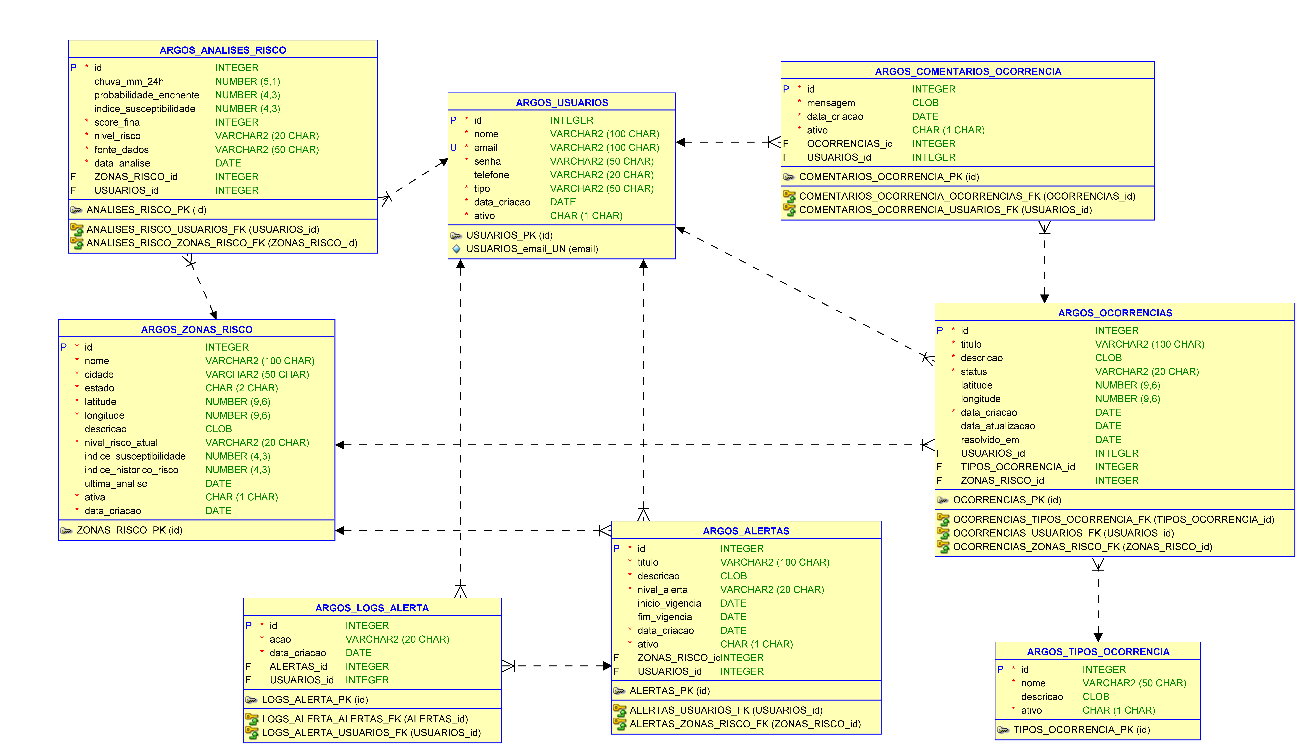 ARGOS_ANALISES_RISCO
P * id INTEGER
chuva_mm_24h NUMBER (5,1)
probabilidade_enchente NUMBER (4,3)
indice_susceptibilidade NUMBER (4,3)
* score_fina INTEGER
* nivel_risco VARCHAR2 (20 CHAR)
* fonte_dados VARCHAR2 (50 CHAR)
* data_analise DATE
F ZONAS_RISCO_id INTEGER
F USUARIOS_id INTEGER
ANALISES_RISCO_PK (id)
ANALISES_RISCO_USUARIOS_FK (USUARIOS_id)
ANALISES_RISCO_ZONAS_RISCO_FK (ZONAS_RISCO_id)
ARGOS_USUARIOS
P * id INTEGER
* nome VARCHAR2 (100 CHAR)
U * email VARCHAR2 (100 CHAR)
* senha VARCHAR2 (50 CHAR)
telefone VARCHAR2 (20 CHAR)
* tipo VARCHAR2 (50 CHAR)
* data_criacao DATE
* ativo CHAR (1 CHAR)
USUARIOS_PK (id)
USUARIOS_email_UN (email)
ARGOS_COMENTARIOS_OCORRENCIA
P * id INTEGER
* mensagem CLOB
* data_criacao DATE
* ativo CHAR (1 CHAR)
F OCORRENCIAS_ic INTEGER
F USUARIOS_id INTEGER
COMENTARIOS_OCORRENCIA_PK (id)
COMENTARIOS_OCORRENCIA_OCORRENCIAS_FK (OCORRENCIAS_id)
COMENTARIOS_OCORRENCIA_USUARIOS_FK (USUARIOS_id)
ARGOS_ZONAS_RISCO
P * id INTEGER
* nome VARCHAR2 (100 CHAR)
* cidade VARCHAR2 (50 CHAR)
* estado CHAR (2 CHAR)
* latitude NUMBER (9,6)
* longitude NUMBER (9,6)
descricao CLOB
* nivel_risco_atual VARCHAR2 (20 CHAR)
indice_susceptibilidade NUMBER (4,3)
indice_historico_risco NUMBER (4,3)
ultima_analise DATE
* ativa CHAR (1 CHAR)
* data_criacao DATE
ZONAS_RISCO_PK (id)
ARGOS_OCORRENCIAS
P * id INTEGER
* titulo VARCHAR2 (100 CHAR)
* descricao CLOB
* status VARCHAR2 (20 CHAR)
latitude NUMBER (9,6)
longitude NUMBER (9,6)
* data_criacao DATE
data_atualizacao DATE
resolvido_em DATE
F USUARIOS_id INTEGER
F TIPOS_OCORRENCIA_id INTEGER
F ZONAS_RISCO_id INTEGER
OCORRENCIAS_PK (id)
OCORRENCIAS_TIPOS_OCORRENCIA_FK (TIPOS_OCORRENCIA_id)
OCORRENCIAS_USUARIOS_FK (USUARIOS_id)
OCORRENCIAS_ZONAS_RISCO_FK (ZONAS_RISCO_id)
ARGOS_ALERTAS
P * id INTEGER
* titulo VARCHAR2 (100 CHAR)
* descricao CLOB
* nivel_alerta VARCHAR2 (20 CHAR)
inicio_vigencia DATE
fim_vigencia DATE
* data_criacao DATE
* ativo CHAR (1 CHAR)
F ZONAS_RISCO_id INTEGER
F USUARIOS_id INTEGER
ALERTAS_PK (id)
ALERTAS_USUARIOS_FK (USUARIOS_id)
ALERTAS_ZONAS_RISCO_FK (ZONAS_RISCO_id)
ARGOS_LOGS_ALERTA
P * id INTEGER
* acao VARCHAR2 (20 CHAR)
* data_criacao DATE
F ALERTAS_id INTEGER
F USUARIOS_id INTEGER
LOGS_ALERTA_PK (id)
LOGS_ALERTA_ALERTAS_FK (ALERTAS_id)
LOGS_ALERTA_USUARIOS_FK (USUARIOS_id)
ARGOS_TIPOS_OCORRENCIA
P * id INTEGER
* nome VARCHAR2 (50 CHAR)
descricao CLOB
* ativo CHAR (1 CHAR)
TIPOS_OCORRENCIA_PK (id)